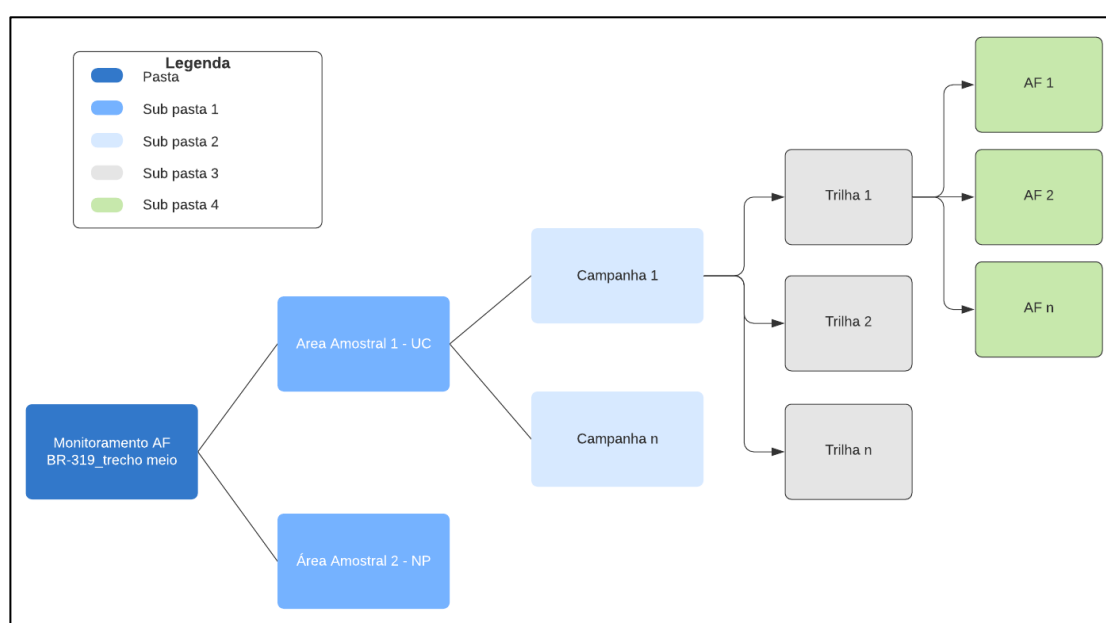 Legenda
Pasta
Sub pasta 1
Sub pasta 2
Sub pasta 3
Sub pasta 4
Monitoramento AF
BR-319_trecho meio
Area Amostral 1 - UC
Área Amostral 2 - NP
Campanha 1
Campanha n
Trilha 1
Trilha 2
Trilha n
AF 1
AF 2
AF n